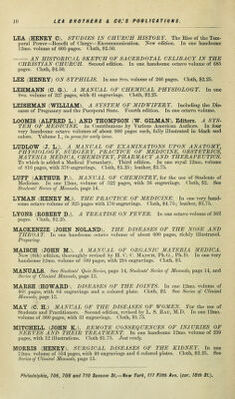 10 LEA BROTHERS & CO.'S PUBLICATIONS.
LEA (HENRY C.). STUDIES IN CHURCH HISTORY. The Rise of the Temporal Power—Benefit of Clergy—Excommunication. New edition. In one handsome 12mo. volume of 605 pages. Cloth, $2.50.
— AN HISTORICAL SKETCH OF SACERDOTAL CELIBACY IN THE CHRISTIAN CHURCH. Second edition. In one handsome octavo volume of 685 pages. Cloth, $4.50.
LEE (HENRY) ON SYPHILIS. In one 8vo. volume of 246 pages. Cloth, $2.25.
LEHMANN (C. G.). A MANUAL OF CHEMICAL PHYSIOLOGY. In one 8vo. volume of 327 pages, with 41 engravings. Cloth, $2.25.
LEISHMAN (WILLIAM). A SYSTEM OF MIDWIFERY. Including the Diseases of Pregnancy and the Puerperal State. Fourth edition. In one octavo volume.
LOOMIS (ALFRED L.) AND THOMPSON (W. GILMAN), Editors. A SYSTEM OF MEDICINE. In Contributions by Various American Authors. In four very handsome octavo volumes of about 900 pages each, fully illustrated in black and colors.
LUDLOW (J. L.). A MANUAL OF EXAMINATIONS UPON ANATOMY, PHYSIOLOGY, SURGERY, PRACTICE OF MEDICINE, OBSTETRICS, MATERIA MEDICA, CHEMISTRY, PHARMACY AND THERAPEUTICS. To which is added a Medical Formulary. Third edition. In one royal 12mo. volume of 816 pages, with 370 engravings. Cloth, $3.25; leather, $3.75.
LUFF (ARTHUR P.). MANUAL OF CHEMISTRY, for the use of Students of Medicine. In one 12mo. volume of 522 pages, with 36 engravings. Cloth, $2. See Students' Series of Manuals, page 14.
LYMAN (HENRY M.). THE PRACTICE OF MEDICINE. In one very handsome octavo volume of 925 pages with 170 engravings. Cloth, $4.75; leather, $5.75.
LYONS (ROBERT D.). A TREATISE ON FEVER. In one octavo volume of 362 pages. Cloth, $2.25.
MACKENZIE (JOHN NOLAND). THE DISEASES OF THE NOSE AND THROAT. In one handsome octavo volume of about 600 pages, richly illustrated. Preparing.
MAISCH (JOHN M.). A MANUAL OF ORGANIC MATERIA MEDICA. New (6th) edition, thoroughly revised by H. C. C. MAISCH, Ph.G., Ph.D. In one very handsome 12mo. volume of 509 pages, with 285 engravings. Cloth, $3.
MANUALS. See Students' Quiz Series, page 14, Students' Series of Manuals, page 14, and Series of Clinical Manuals, page 13.
MARSH (HOWARD). DISEASES OF THE JOINTS. In one 12mo. volume of 468 pages, with 64 engravings and a colored plate. Cloth, $2. See Series of Clinical Manuals, page 13.
MAY (C. H.). MANUAL OF THE DISEASES OF WOMEN. For the use of Students and Practitioners. Second edition, revised by L. S. RAU, M.D. In one 12mo. volume of 360 pages, with 31 engravings. Cloth, $1.75.
MITCHELL (JOHN K.). REMOTE CONSEQUENCES OF INJURIES OF NERVES AND THEIR TREATMENT. In one handsome 12mo. volume of 239 pages, with 12 illustrations. Cloth, $1.75. Just ready.
MORRIS (HENRY). SURGICAL DISEASES OF THE KIDNEY. In one 12mo. volume of 554 pages, with 40 engravings and 6 colored plates. Cloth, $2.25. See Series of Clinical Manuals, page 13.
Philadelphia, 706, 708 and 710 Sansom St.—New York, 111 Fifth Ave. (cor. 18th St.).